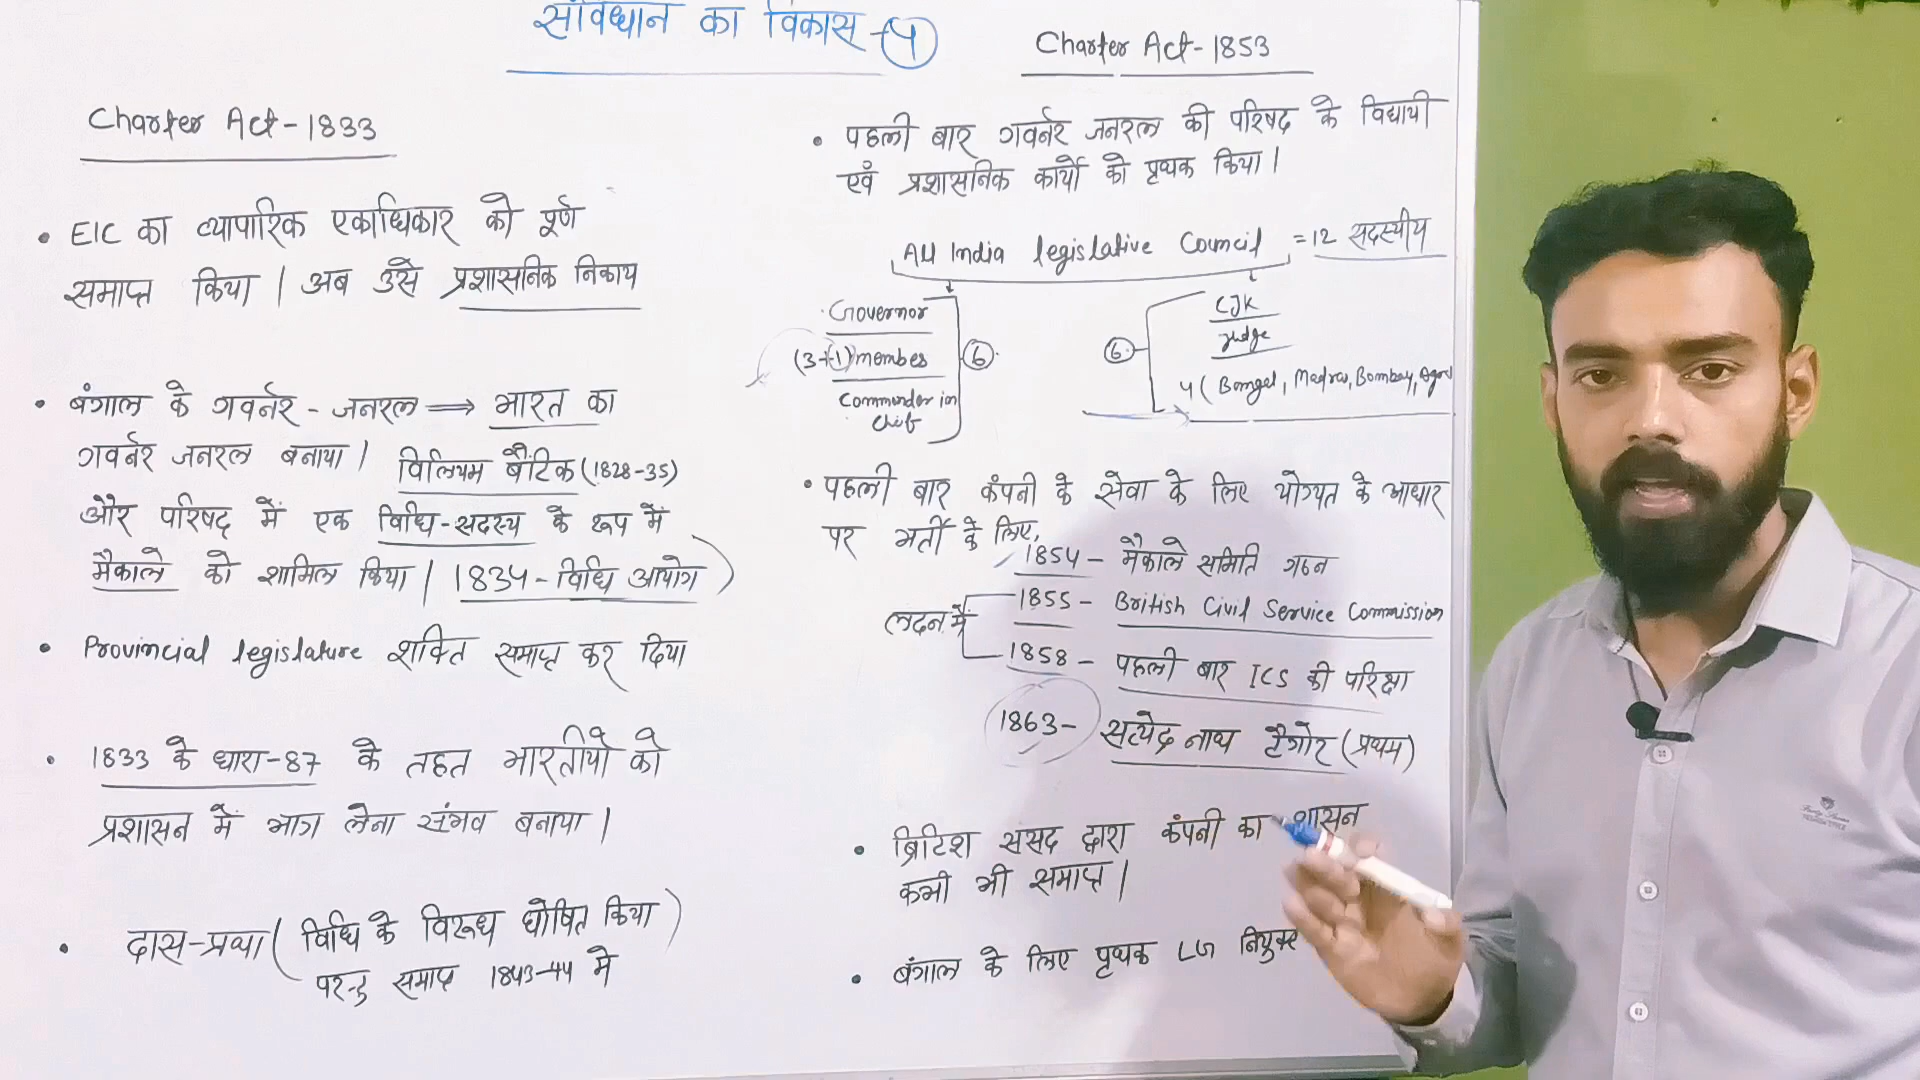 संविधान का विकास -(4)
Charter Act - 1833
• EIC का व्यापारिक एकाधिकार को पूर्ण
समाप्त किया | अब उसे प्रशासनिक निकाय
• बंगाल के गवर्नर - जनरल ⟹ भारत का
गवर्नर जनरल बनाया | विलियम बैंटिक (1828-35)
और परिषद में एक विधि-सदस्य के रूप में
मैकाले को शामिल किया | 1834 - विधि आयोग )
• Provincial legislature शक्ति समाप्त कर दिया
• 1833 के धारा-87 के तहत भारतीयो को
प्रशासन में भाग लेना संभव बनाया |
• दास-प्रथा ( विधि के विरूध घोषित किया )
परन्तु समाप्त 1843-44 मे
Charter Act - 1853
• पहली बार गवर्नर जनरल की परिषद के विधायी
एवं प्रशासनिक कार्यो को पृथक किया |
All India legislative Council = 12 सदस्यीय
Governor
(3+1) member
Commander in
Chief
6
6
CJK
Judge
4 ( Bengal, Madras, Bombay, Agra
• पहली बार कंपनी के सेवा के लिए योग्यत के आधार
पर भर्ती के लिए,
1854 - मैकाले समिति गठन
लदन में
1855 - British Civil Service Commission
1858 - पहली बार ICS की परिक्षा
1863 - सत्येद्र नाथ टैगोर (प्रथम)
• ब्रिटिश संसद द्वारा कंपनी का शासन
कभी भी समाप्त |
• बंगाल के लिए पृथक LG नियुक्त